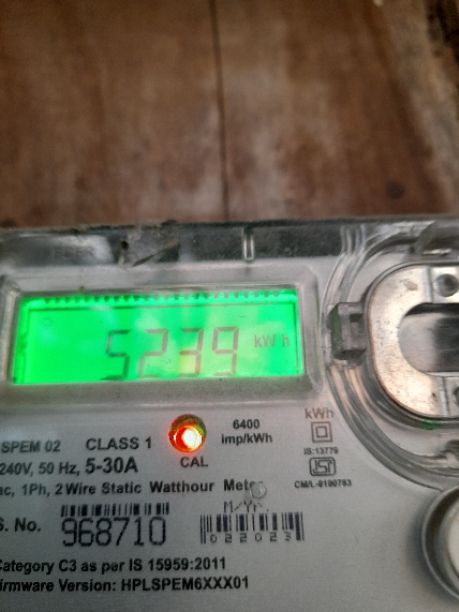 5239 kWh
SPEM 02 CLASS 1
6400
imp/kWh
kWh
240V, 50 Hz, 5-30A
CAL
IS:13779
ac, 1Ph, 2 Wire Static Watthour Meter
CM/L-8190783
M/Yr.
S. No. 968710
022023
Category C3 as per IS 15959:2011
Firmware Version: HPLSPEM6XXX01